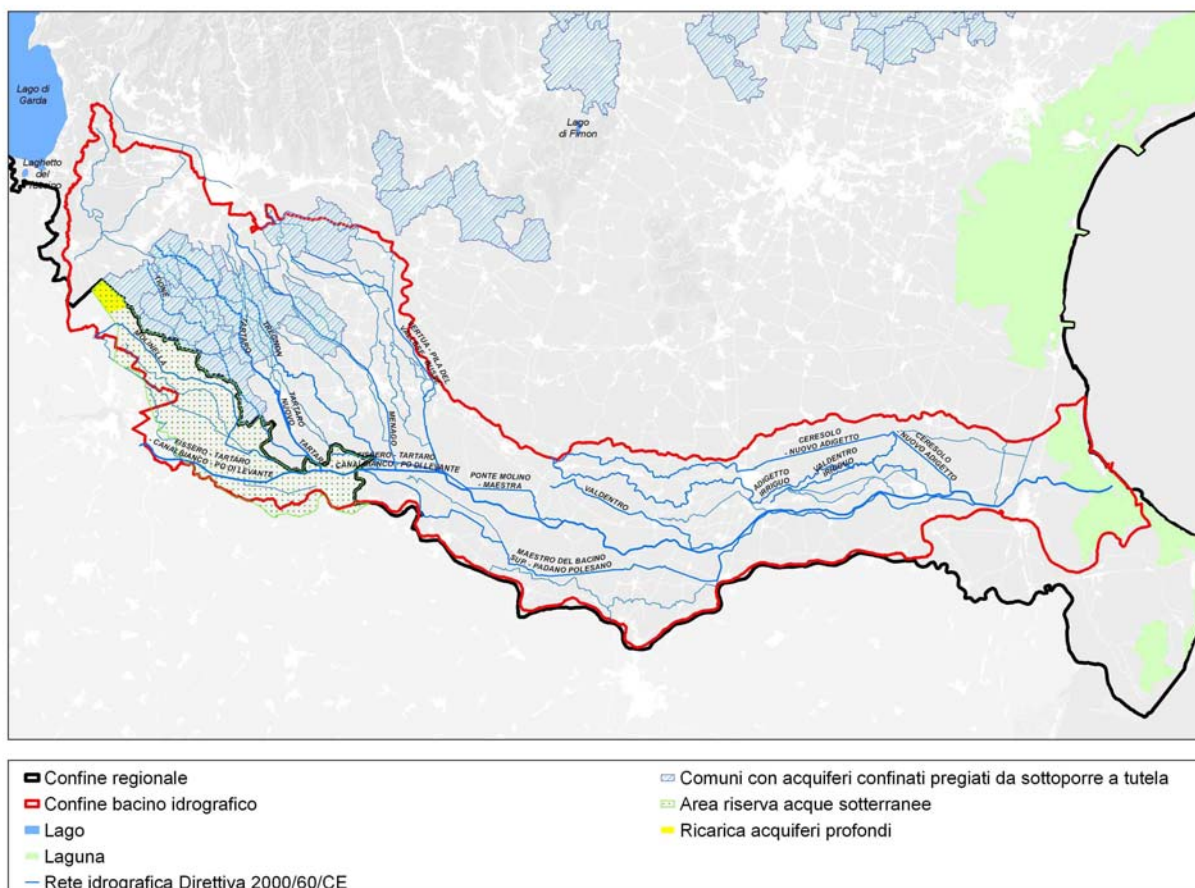 Lago di
Garda
Laghetto
del
Frassino
Lago
di Fimon
TIONE
MOLINELLA
TARTARO
TREGNON
TARTARO
NUOVO
TARTARO
MENAGO
FISSERO - TARTARO
- CANALBIANCO - PO DI LEVANTE
FISSERO - TARTARO
- CANALBIANCO - PO DI LEVANTE
PONTE MOLINO
- MAESTRA
VALDENTRO
CERESOLO
- NUOVO ADIGETTO
ADIGETTO
IRRIGUO
VALDENTRO
IRRIGUO
CERESOLO
- NUOVO ADIGETTO
MAESTRO DEL BACINO
SUP. - PADANO POLESANO
Confine regionale
Confine bacino idrografico
Lago
Laguna
Rete idrografica Direttiva 2000/60/CE
Comuni con acquiferi confinati pregiati da sottoporre a tutela
Area riserva acque sotterranee
Ricarica acquiferi profondi